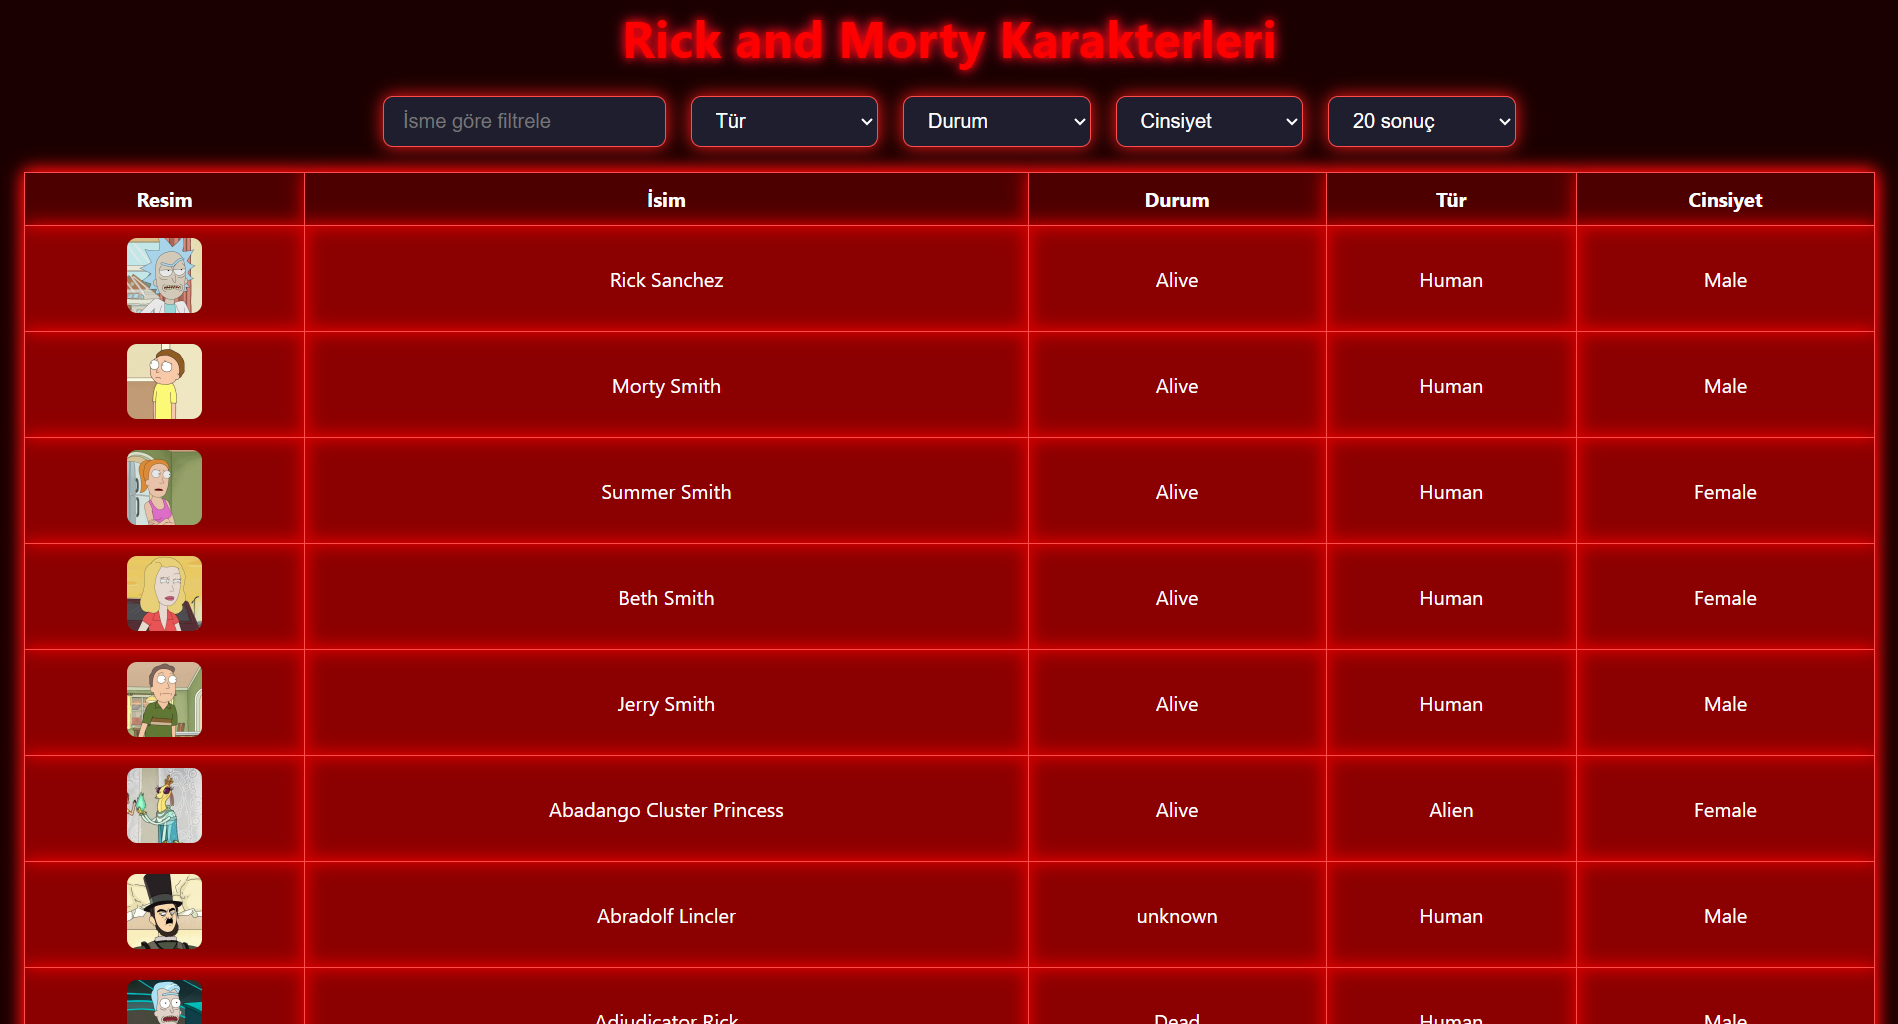 Rick and Morty Karakterleri
İsme göre filtrele Tür Durum Cinsiyet 20 sonuç
Resim İsim Durum Tür Cinsiyet
Rick Sanchez Alive Human Male
Morty Smith Alive Human Male
Summer Smith Alive Human Female
Beth Smith Alive Human Female
Jerry Smith Alive Human Male
Abadango Cluster Princess Alive Alien Female
Abradolf Lincler unknown Human Male
Adjudicator Rick Dead Human Male